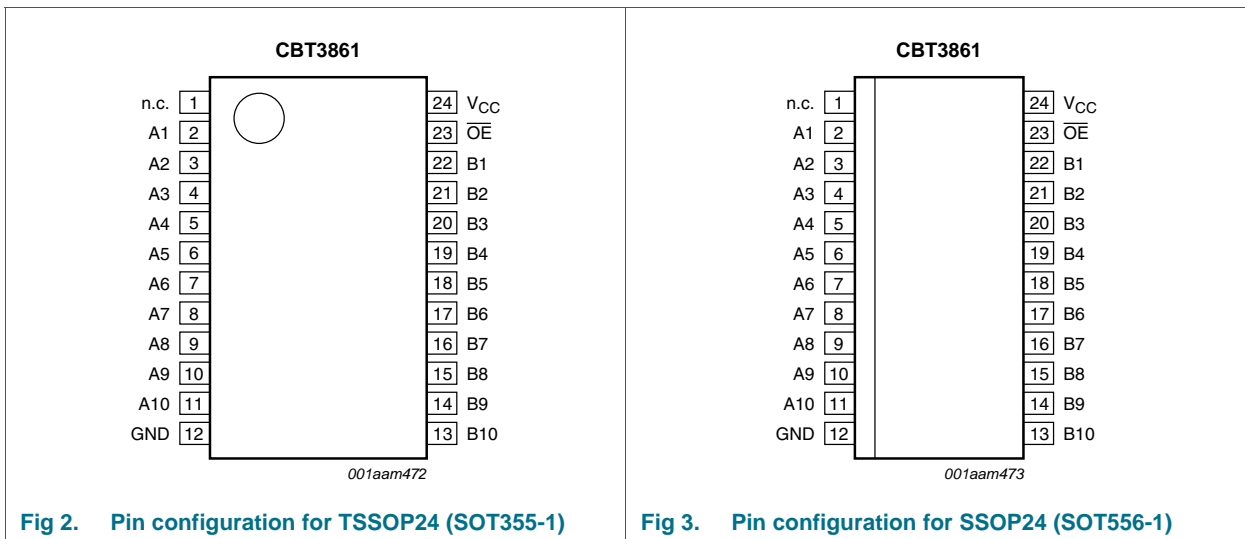 CBT3861
n.c. 1 24 VCC
A1 2 23 OE
A2 3 22 B1
A3 4 21 B2
A4 5 20 B3
A5 6 19 B4
A6 7 18 B5
A7 8 17 B6
A8 9 16 B7
A9 10 15 B8
A10 11 14 B9
GND 12 13 B10
001aam472
Fig 2. Pin configuration for TSSOP24 (SOT355-1)
CBT3861
n.c. 1 24 VCC
A1 2 23 OE
A2 3 22 B1
A3 4 21 B2
A4 5 20 B3
A5 6 19 B4
A6 7 18 B5
A7 8 17 B6
A8 9 16 B7
A9 10 15 B8
A10 11 14 B9
GND 12 13 B10
001aam473
Fig 3. Pin configuration for SSOP24 (SOT556-1)